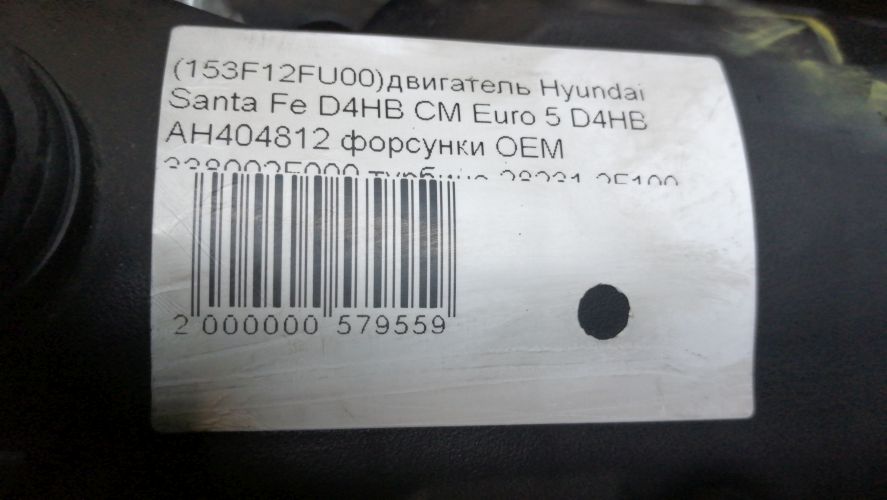 (153F12FU00)двигатель Hyundai
Santa Fe D4HB CM Euro 5 D4HB
AH404812 форсунки OEM
2 000000 579559